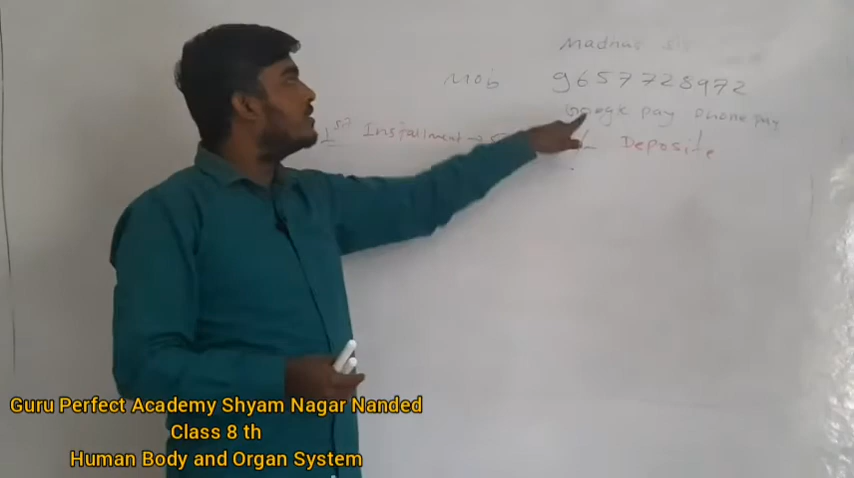 Madnus Sir
Mob 9657728972
Google pay Phone pay
1st Installment → 
/- Deposite
Guru Perfect Academy Shyam Nagar Nanded
Class 8 th
Human Body and Organ System